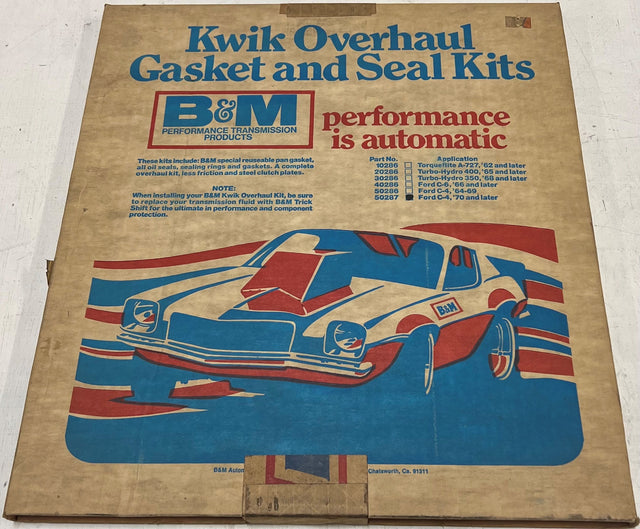 Kwik Overhaul
Gasket and Seal Kits
B&M
PERFORMANCE TRANSMISSION
PRODUCTS
performance
is automatic
These kits include: B&M special reuseable pan gasket,
all oil seals, sealing rings and gaskets. A complete
overhaul kit, less friction and steel clutch plates.
NOTE:
When installing your B&M Kwik Overhaul Kit, be sure
to replace your transmission fluid with B&M Trick
Shift for the ultimate in performance and component
protection.
Part No. Application
10286 Torqueflite A-727, '62 and later
20286 Turbo-Hydro 400, '65 and later
30286 Turbo-Hydro 350, '68 and later
40286 Ford C-6, '66 and later
50286 Ford C-4, '64-69
50287 Ford C-4, '70 and later
B&M
B&M Autom Chatsworth, Ca. 91311